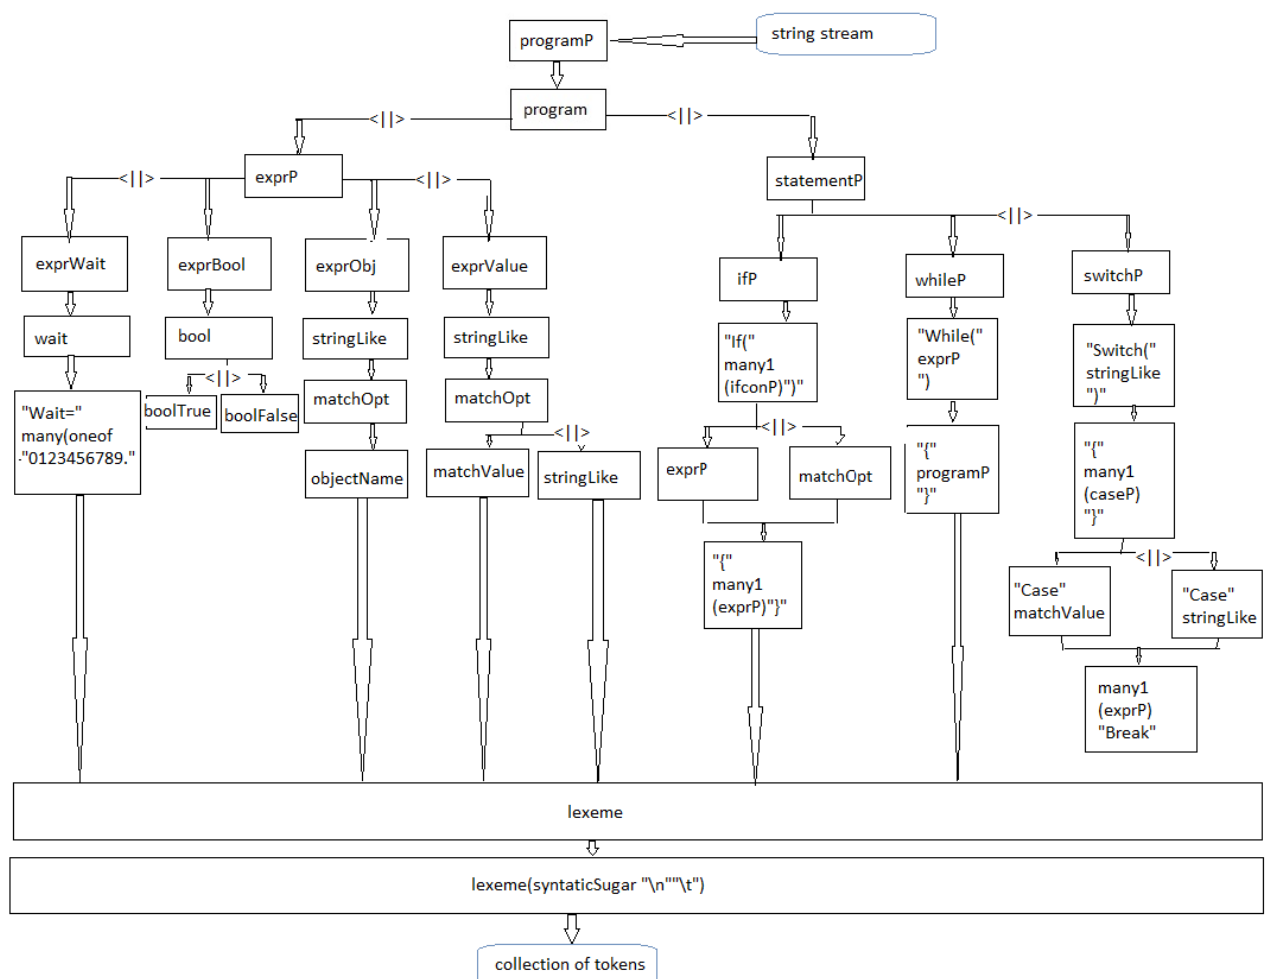 programP
string stream
program
<||>
<||>
exprP
statementP
<||>
<||>
<||>
exprWait
exprBool
exprObj
exprValue
ifP
whileP
switchP
wait
bool
stringLike
stringLike
"If("
many1
(ifconP)")"
"While("
exprP
")
"Switch("
stringLike
")"
<||>
boolTrue
boolFalse
matchOpt
matchOpt
"Wait="
many(oneof
"0123456789."
<||>
<||>
objectName
matchValue
stringLike
exprP
matchOpt
"{"
programP
"}"
"{
many1
(caseP)
"}"
"{"
many1
(exprP)"}"
<||>
"Case"
matchValue
"Case"
stringLike
many1
(exprP)
"Break"
lexeme
lexeme(syntaticSugar "\n""\t")
collection of tokens